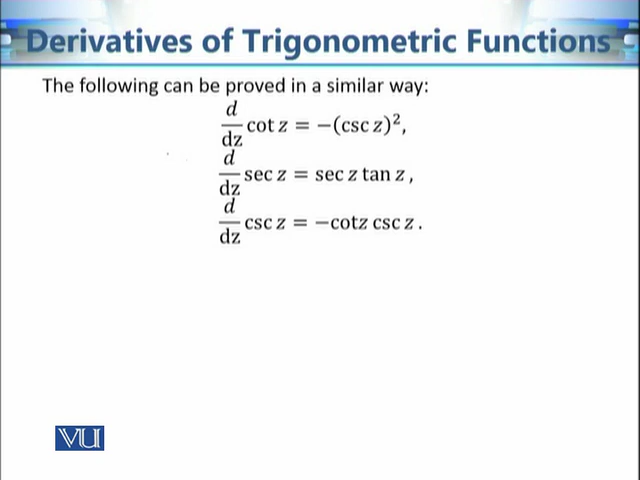 Derivatives of Trigonometric Functions
The following can be proved in a similar way:
d/dz cot z = −(csc z)²,
d/dz sec z = sec z tan z ,
d/dz csc z = −cotz csc z .
VU